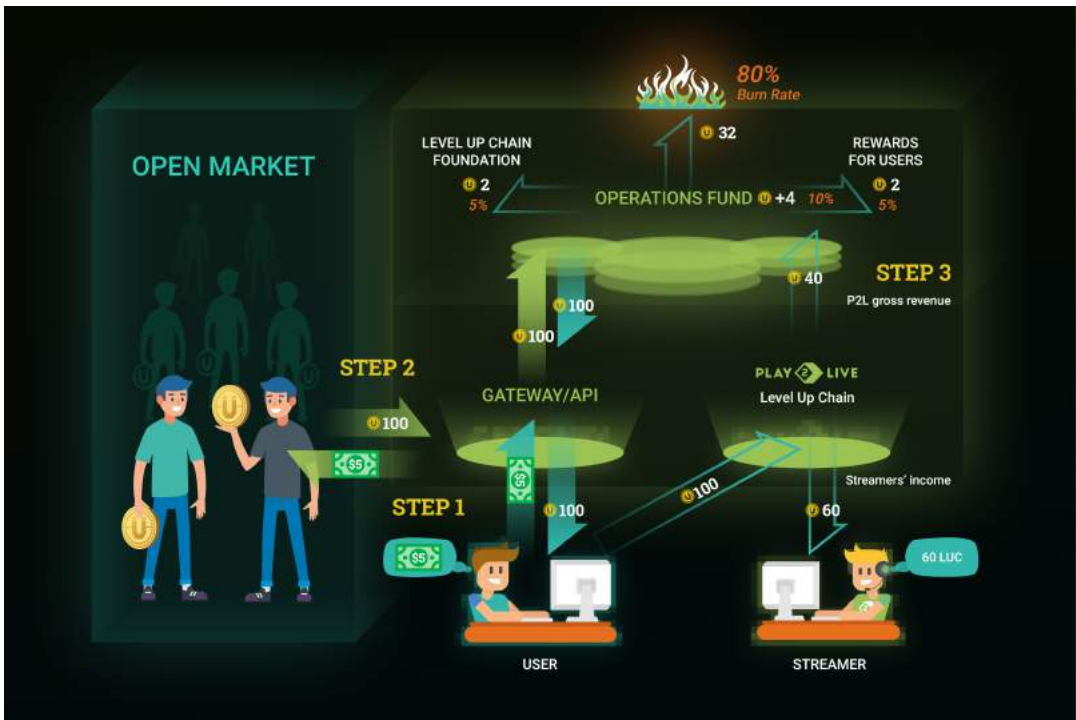 80%
Burn Rate
32
LEVEL UP CHAIN
FOUNDATION
2
5%
REWARDS
FOR USERS
2
5%
OPEN MARKET
OPERATIONS FUND U +4 10%
40
STEP 3
P2L gross revenue
100
100
STEP 2
PLAY 2 LIVE
Level Up Chain
GATEWAY/API
100
$5
$5
100
Streamers' income
STEP 1
100
60
$5
60 LUC
USER
STREAMER